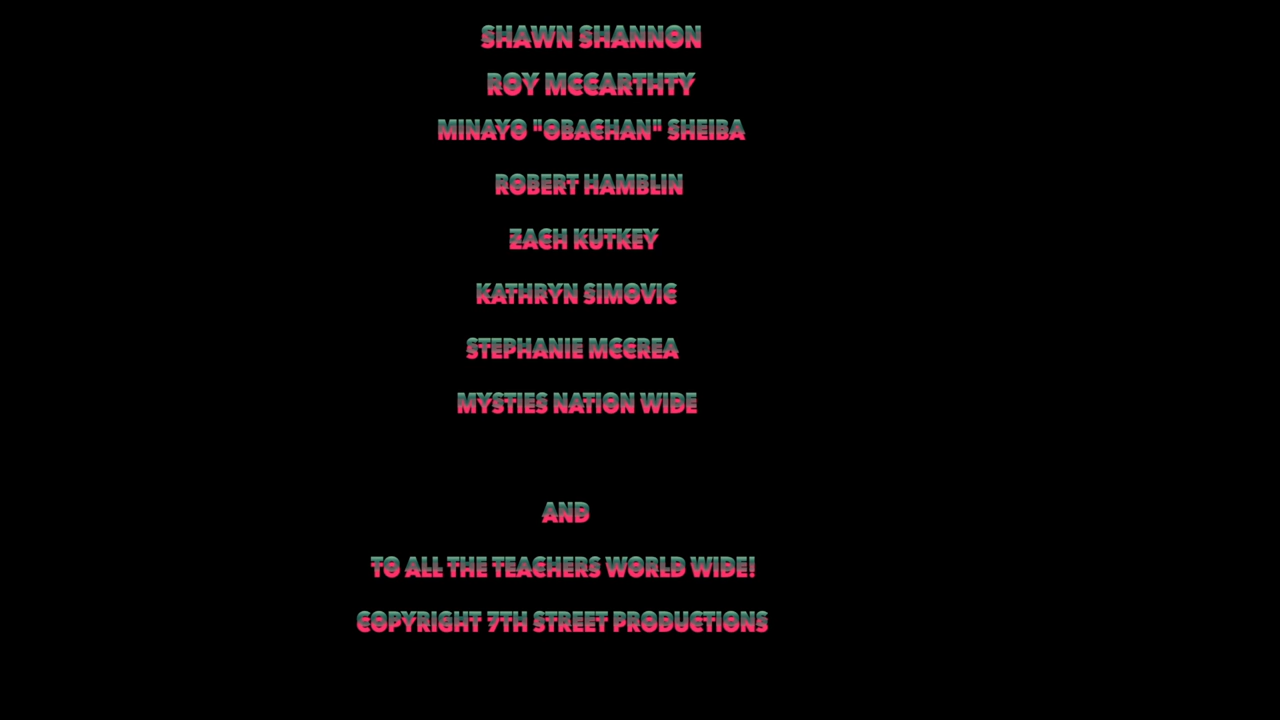 SHAWN SHANNON
ROY MCCARTHTY
MINAYO "OBACHAN" SHEIBA
ROBERT HAMBLIN
ZACH KUTKEY
KATHRYN SIMOVIC
STEPHANIE MCCREA
MYSTIES NATION WIDE
AND
TO ALL THE TEACHERS WORLD WIDE!
COPYRIGHT 7TH STREET PRODUCTIONS